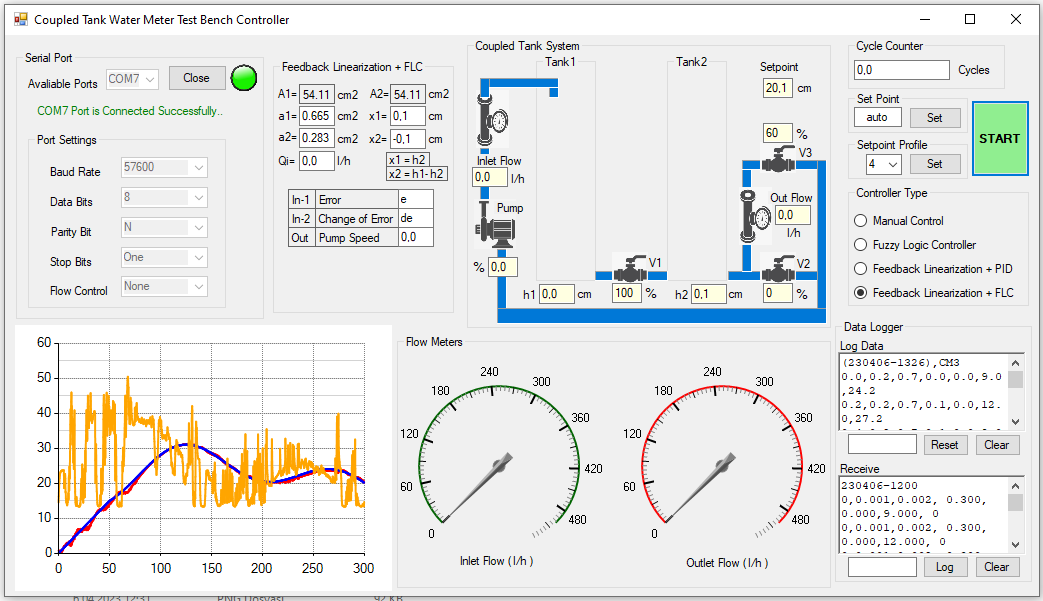 Coupled Tank Water Meter Test Bench Controller
Serial Port
Avaliable Ports COM7 Close
COM7 Port is Connected Successfully..
Port Settings
Baud Rate 57600
Data Bits 8
Parity Bit N
Stop Bits One
Flow Control None
Feedback Linearization + FLC
A1= 54.11 cm2 A2= 54.11 cm2
a1= 0.665 cm2 x1= 0,1 cm
a2= 0.283 cm2 x2= -0,1 cm
Qi= 0,0 l/h x1 = h2
x2 = h1-h2
In-1 Error e
In-2 Change of Error de
Out Pump Speed 0,0
Coupled Tank System
Tank1
Tank2
Setpoint
20,1 cm
60 %
V3
Inlet Flow
0,0 l/h
Pump
% 0,0
Out Flow
0,0
l/h
V1
V2
h1 0,0 cm 100 % h2 0,1 cm 0 %
Cycle Counter
0,0 Cycles
Set Point
auto Set
Setpoint Profile
4 Set
START
Controller Type
Manual Control
Fuzzy Logic Controller
Feedback Linearization + PID
Feedback Linearization + FLC
60
50
40
30
20
10
0
0 50 100 150 200 250 300
Flow Meters
0 60 120 180 240 300 360 420 480
Inlet Flow ( l/h )
0 60 120 180 240 300 360 420 480
Outlet Flow ( l/h )
Data Logger
Log Data
(230406-1326),CM3
0.0,0.2,0.7,0.0,0.0,9.0
,24.2
0.2,0.2,0.7,0.1,0.0,12.
0,27.2
Reset Clear
Receive
230406-1200
0,0.001,0.002, 0.300,
0.000,9.000, 0
0,0.001,0.002, 0.300,
0.000,12.000, 0
Log Clear